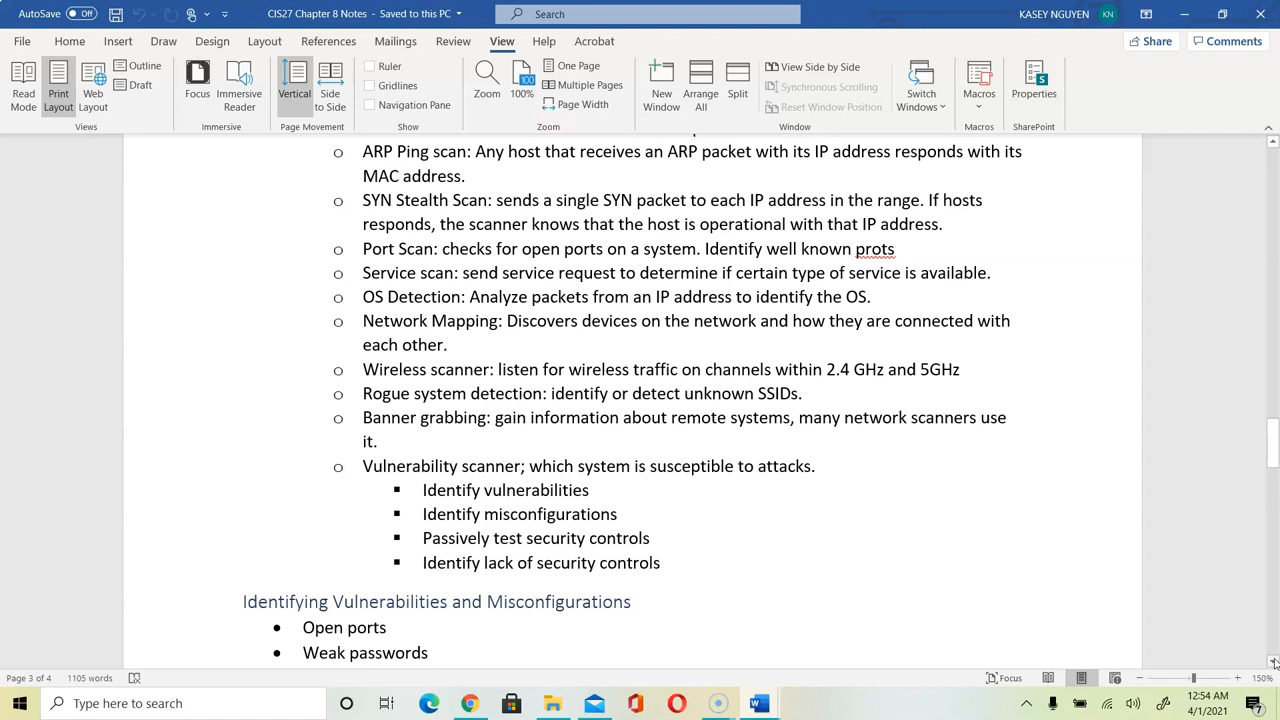 AutoSave Off CIS27 Chapter 8 Notes Search KASEY NGUYEN KN
File Home Insert Draw Design Layout References Mailings Review View Help Acrobat Share Comments
Read Mode
Print Layout
Web Layout
Outline
Draft
Views
Focus
Immersive Reader
Immersive
Vertical
Side to Side
Page Movement
Ruler
Gridlines
Navigation Pane
Show
Zoom
100
100%
One Page
Multiple Pages
Page Width
Zoom
New Window
Arrange All
Split
View Side by Side
Synchronous Scrolling
Reset Window Position
Window
Switch Windows
Macros
Macros
Properties
SharePoint
o ARP Ping scan: Any host that receives an ARP packet with its IP address responds with its
MAC address.
o SYN Stealth Scan: sends a single SYN packet to each IP address in the range. If hosts
responds, the scanner knows that the host is operational with that IP address.
o Port Scan: checks for open ports on a system. Identify well known prots
o Service scan: send service request to determine if certain type of service is available.
o OS Detection: Analyze packets from an IP address to identify the OS.
o Network Mapping: Discovers devices on the network and how they are connected with
each other.
o Wireless scanner: listen for wireless traffic on channels within 2.4 GHz and 5GHz
o Rogue system detection: identify or detect unknown SSIDs.
o Banner grabbing: gain information about remote systems, many network scanners use
it.
o Vulnerability scanner; which system is susceptible to attacks.
▪ Identify vulnerabilities
▪ Identify misconfigurations
▪ Passively test security controls
▪ Identify lack of security controls
Identifying Vulnerabilities and Misconfigurations
• Open ports
• Weak passwords
Page 3 of 4 1105 words Focus 150%
Type here to search 12:54 AM
4/1/2021 7